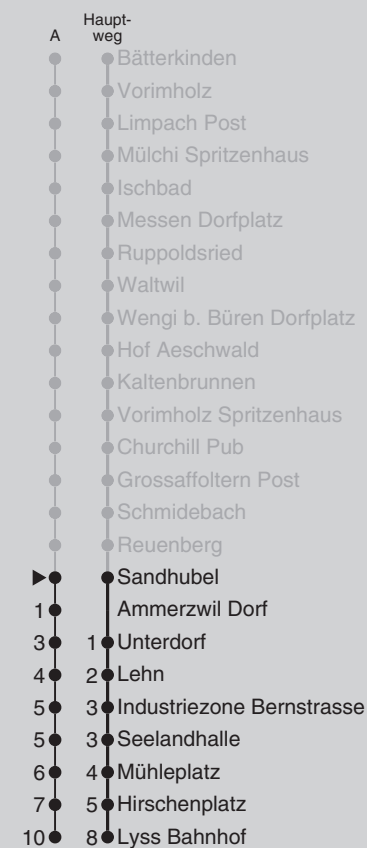 A Haupt-
weg
Bätterkinden
Vorimholz
Limpach Post
Mülchi Spritzenhaus
Ischbad
Messen Dorfplatz
Ruppoldsried
Waltwil
Wengi b. Büren Dorfplatz
Hof Aeschwald
Kaltenbrunnen
Vorimholz Spritzenhaus
Churchill Pub
Grossaffoltern Post
Schmidebach
Reuenberg
Sandhubel
1 Ammerzwil Dorf
3 1 Unterdorf
4 2 Lehn
5 3 Industriezone Bernstrasse
5 3 Seelandhalle
6 4 Mühleplatz
7 5 Hirschenplatz
10 8 Lyss Bahnhof